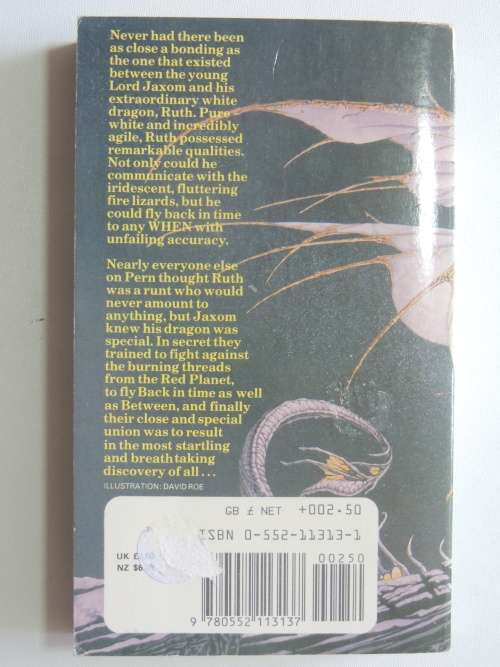 Never had there been
as close a bonding as
the one that existed
between the young
Lord Jaxom and his
extraordinary white
dragon, Ruth. Pure
white and incredibly
agile, Ruth possessed
remarkable qualities.
Not only could he
communicate with the
iridescent, fluttering
fire lizards, but he
could fly back in time
to any WHEN with
unfailing accuracy.
Nearly everyone else
on Pern thought Ruth
was a runt who would
never amount to
anything, but Jaxom
knew his dragon was
special. In secret they
trained to fight against
the burning threads
from the Red Planet,
to fly Back in time as well
as Between, and finally
their close and special
union was to result
in the most startling
and breathtaking
discovery of all...
ILLUSTRATION: DAVID ROE
GB £ NET +002.50
ISBN 0-552-11313-1
00250
UK £
NZ $6
9 780552 113137